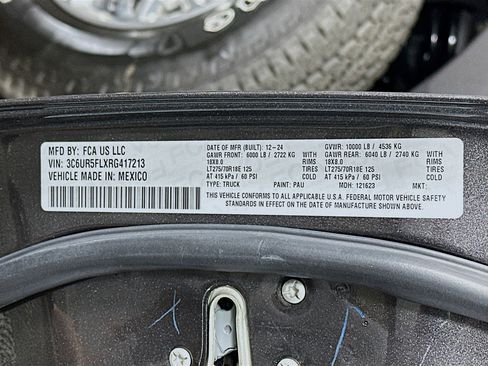 MFD BY: FCA US LLC
VIN: 3C6UR5FLXRG417213
VEHICLE MADE IN: MEXICO
DATE OF MFR (BUILT): 12-24
GAWR FRONT: 6000 LB / 2722 KG
18X8.0 RIMS
LT275/70R18E 125 TIRES
AT 415 kPa / 60 PSI
TYPE: TRUCK PAINT: PAU
GVWR: 10000 LB / 4536 KG
GAWR REAR: 6040 LB / 2740 KG
18X8.0 RIMS
LT275/70R18E 125 TIRES
AT 415 kPa / 60 PSI
MDH: 121623 MKT:
THIS VEHICLE CONFORMS TO ALL APPLICABLE U.S.A. FEDERAL MOTOR VEHICLE SAFETY
STANDARDS IN EFFECT ON THE DATE OF MANUFACTURE SHOWN ABOVE.